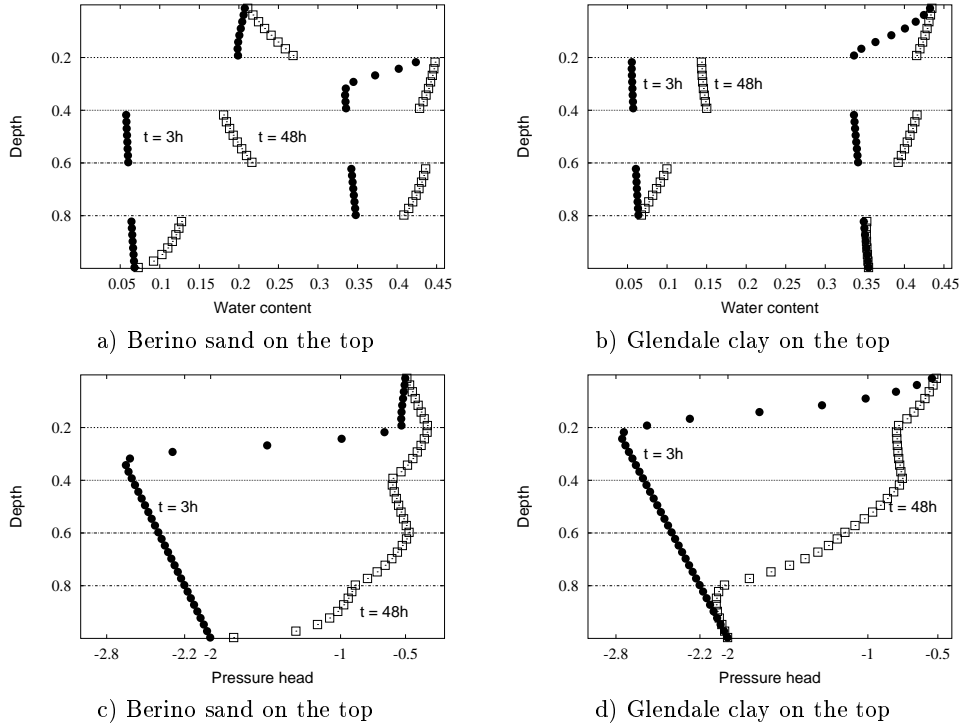 0.2
0.4
0.6
0.8
Depth
t = 3h
t = 48h
0.05 0.1 0.15 0.2 0.25 0.3 0.35 0.4 0.45
Water content
a) Berino sand on the top
0.2
0.4
0.6
0.8
Depth
t = 3h
t = 48h
0.05 0.1 0.15 0.2 0.25 0.3 0.35 0.4 0.46
Water content
b) Glendale clay on the top
0.2
0.4
0.6
0.8
Depth
t = 3h
t = 48h
-2.8 -2.2 -2 -1 -0.5
Pressure head
c) Berino sand on the top
0.2
0.4
0.6
0.8
Depth
t = 3h
t = 48h
-2.8 -2.2 -2 -1 -0.4
Pressure head
d) Glendale clay on the top